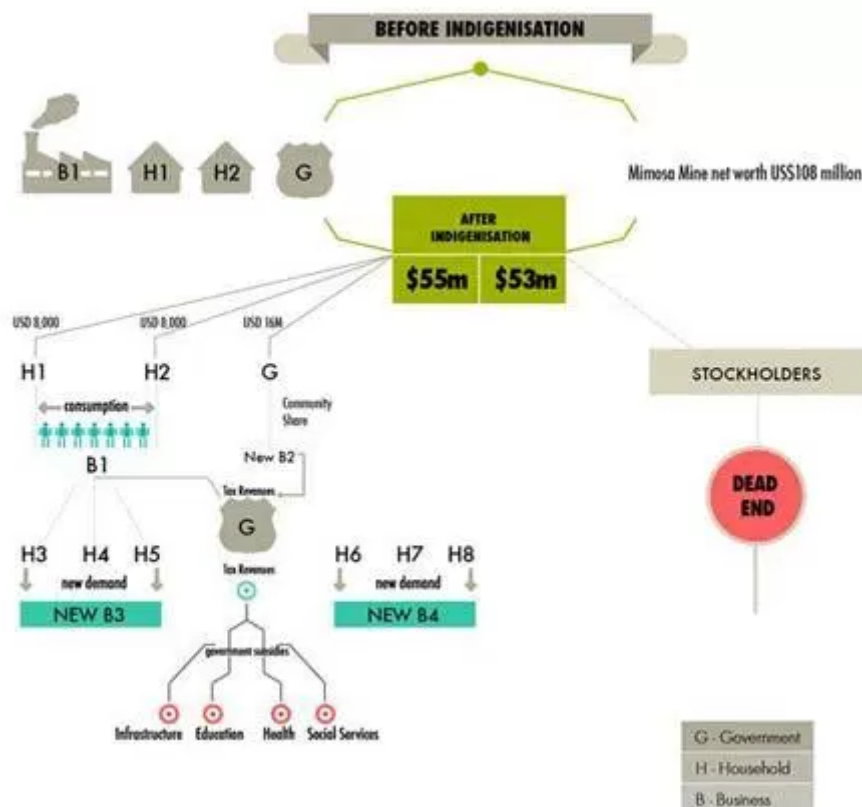 BEFORE INDIGENISATION
B1
H1
H2
G
Mimosa Mine net worth US$108 million
AFTER
INDIGENISATION
$55m
$53m
USD 8,000
USD 8,000
USD 16M
H1
H2
G
STOCKHOLDERS
consumption
Community
Share
B1
New B2
DEAD
END
Tax Revenues
G
H3
H4
H5
H6
H7
H8
Tax Revenues
new demand
new demand
NEW B3
NEW B4
government subsidies
Infrastructure
Education
Health
Social Services
G - Government
H - Household
B - Business